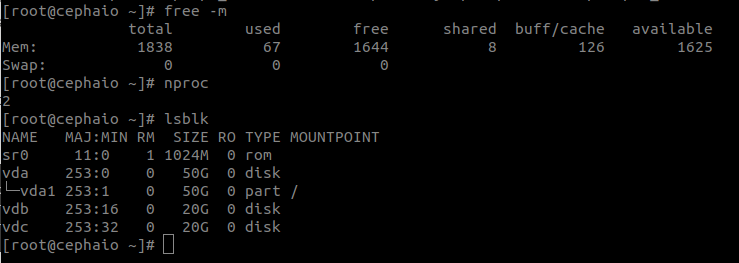 [root@cephaio ~]# free -m
              total        used        free      shared  buff/cache   available
Mem:           1838          67        1644           8         126        1625
Swap:             0           0           0
[root@cephaio ~]# nproc
2
[root@cephaio ~]# lsblk
NAME   MAJ:MIN RM  SIZE RO TYPE MOUNTPOINT
sr0     11:0    1 1024M  0 rom
vda    253:0    0   50G  0 disk
└─vda1 253:1    0   50G  0 part /
vdb    253:16   0   20G  0 disk
vdc    253:32   0   20G  0 disk
[root@cephaio ~]#